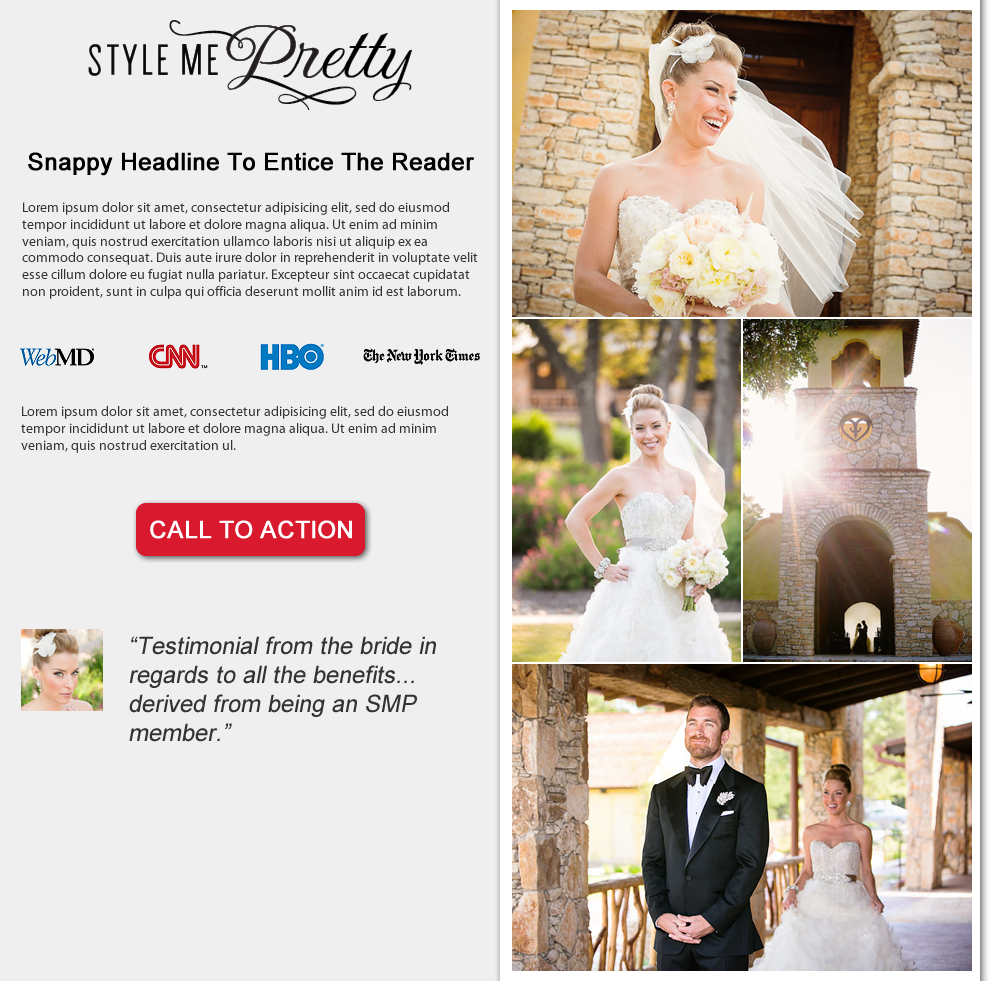 STYLE ME Pretty
Snappy Headline To Entice The Reader
Lorem ipsum dolor sit amet, consectetur adipisicing elit, sed do eiusmod
tempor incididunt ut labore et dolore magna aliqua. Ut enim ad minim
veniam, quis nostrud exercitation ullamco laboris nisi ut aliquip ex ea
commodo consequat. Duis aute irure dolor in reprehenderit in voluptate velit
esse cillum dolore eu fugiat nulla pariatur. Excepteur sint occaecat cupidatat
non proident, sunt in culpa qui officia deserunt mollit anim id est laborum.
WebMD CNN™ HBO® The New York Times
Lorem ipsum dolor sit amet, consectetur adipisicing elit, sed do eiusmod
tempor incididunt ut labore et dolore magna aliqua. Ut enim ad minim
veniam, quis nostrud exercitation ul.
CALL TO ACTION
“Testimonial from the bride in
regards to all the benefits...
derived from being an SMP
member.”